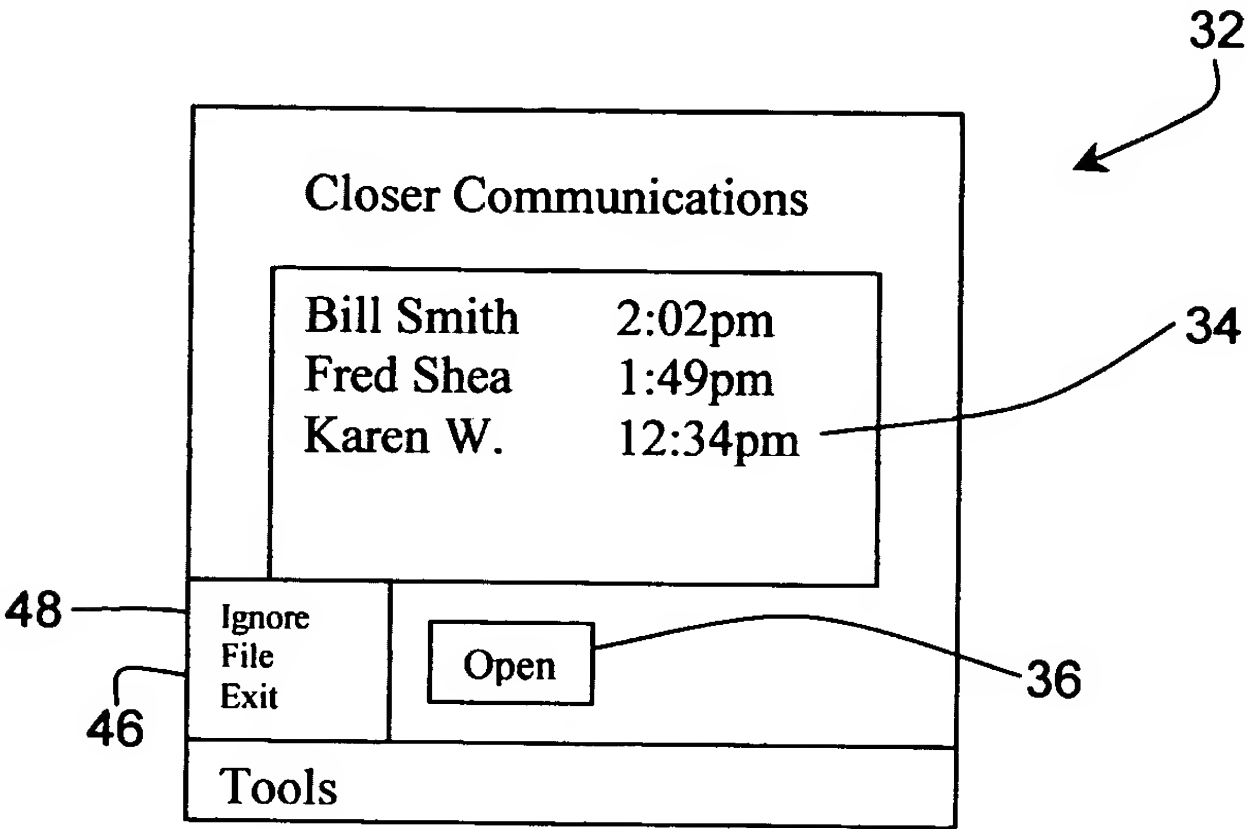 32
Closer Communications
Bill Smith 2:02pm
Fred Shea 1:49pm
Karen W. 12:34pm
34
48
Ignore
File
Exit
46
Open
36
Tools